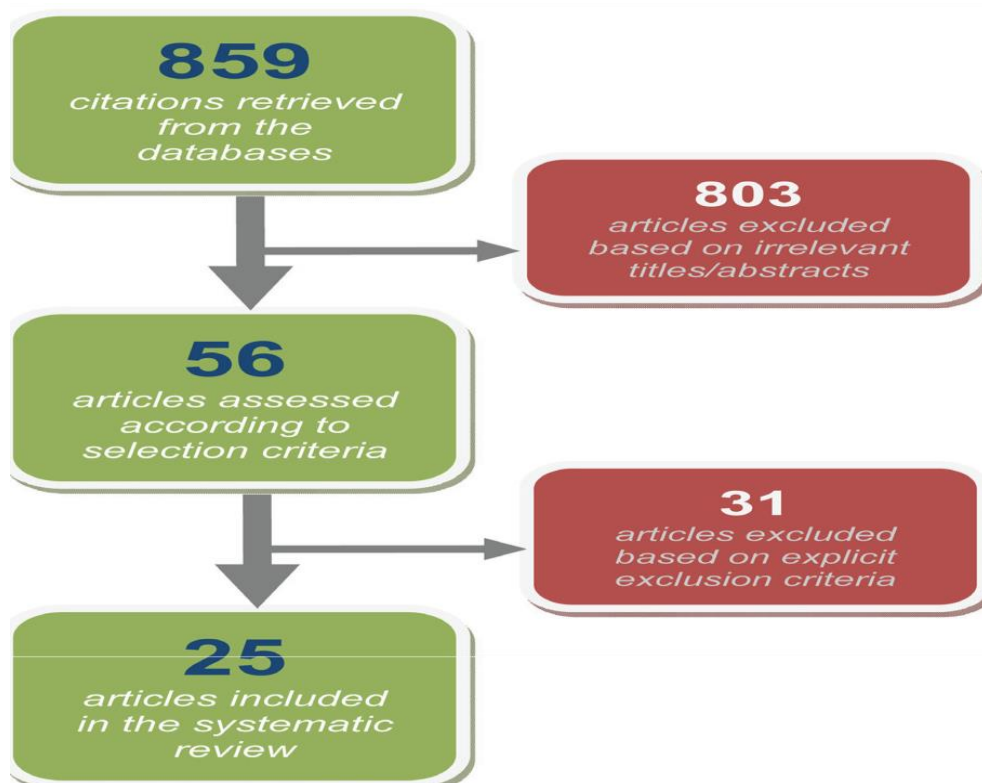 859
citations retrieved
from the
databases
803
articles excluded
based on irrelevant
titles/abstracts
56
articles assessed
according to
selection criteria
31
articles excluded
based on explicit
exclusion criteria
25
articles included
in the systematic
review